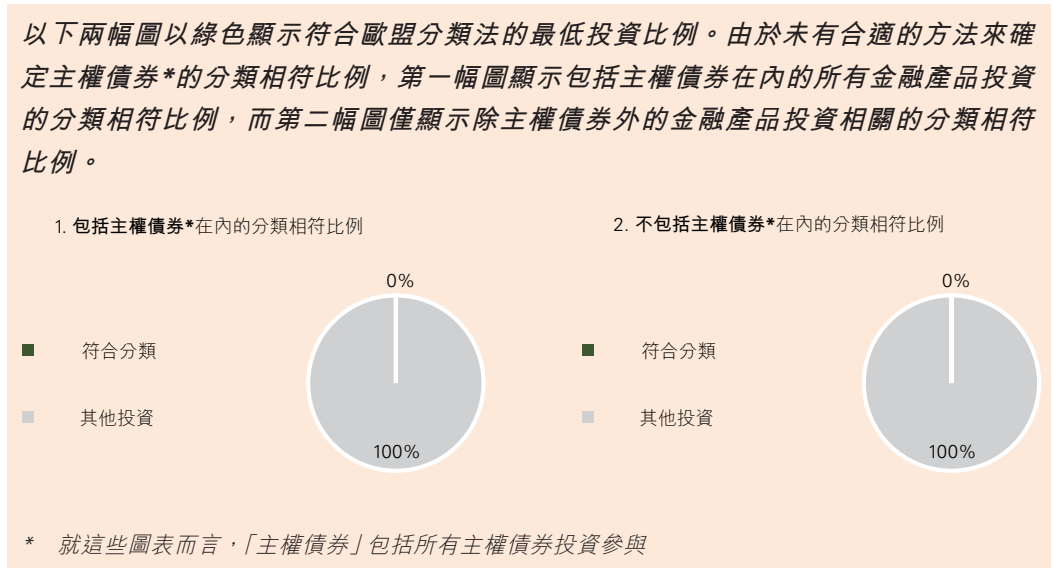 以下兩幅圖以綠色顯示符合歐盟分類法的最低投資比例。由於未有合適的方法來確
定主權債券*的分類相符比例，第一幅圖顯示包括主權債券在內的所有金融產品投資
的分類相符比例，而第二幅圖僅顯示除主權債券外的金融產品投資相關的分類相符
比例。
1. 包括主權債券*在內的分類相符比例
0%
符合分類
其他投資
100%
2. 不包括主權債券*在內的分類相符比例
0%
符合分類
其他投資
100%
* 就這些圖表而言，「主權債券」包括所有主權債券投資參與